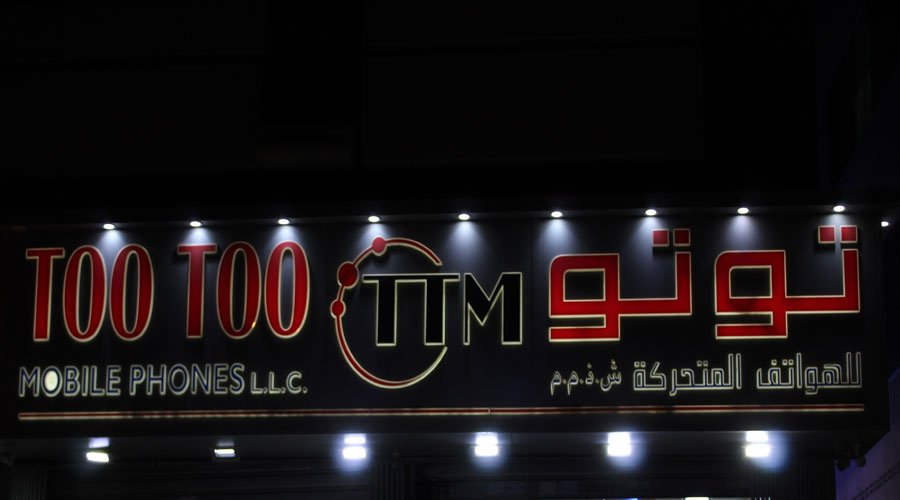 TOO TOO
MOBILE PHONES L.L.C.
TTM
توتو
للهواتف المتحركة ش.ذ.م.م